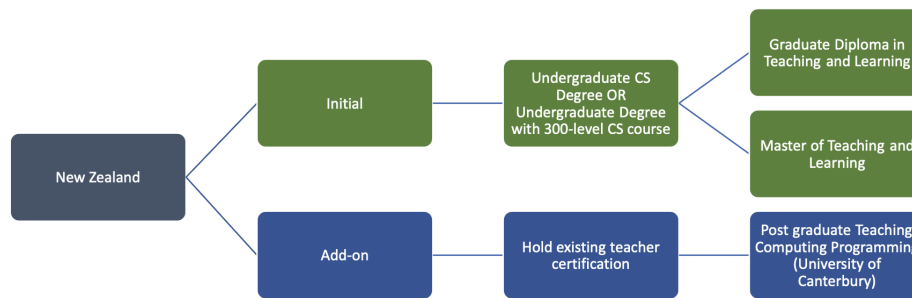 Graduate Diploma in
Teaching and Learning
Undergraduate CS
Degree OR
Undergraduate Degree
with 300-level CS course
Initial
Master of Teaching and
Learning
New Zealand
Add-on
Hold existing teacher
certification
Post graduate Teaching
Computing Programming
(University of
Canterbury)